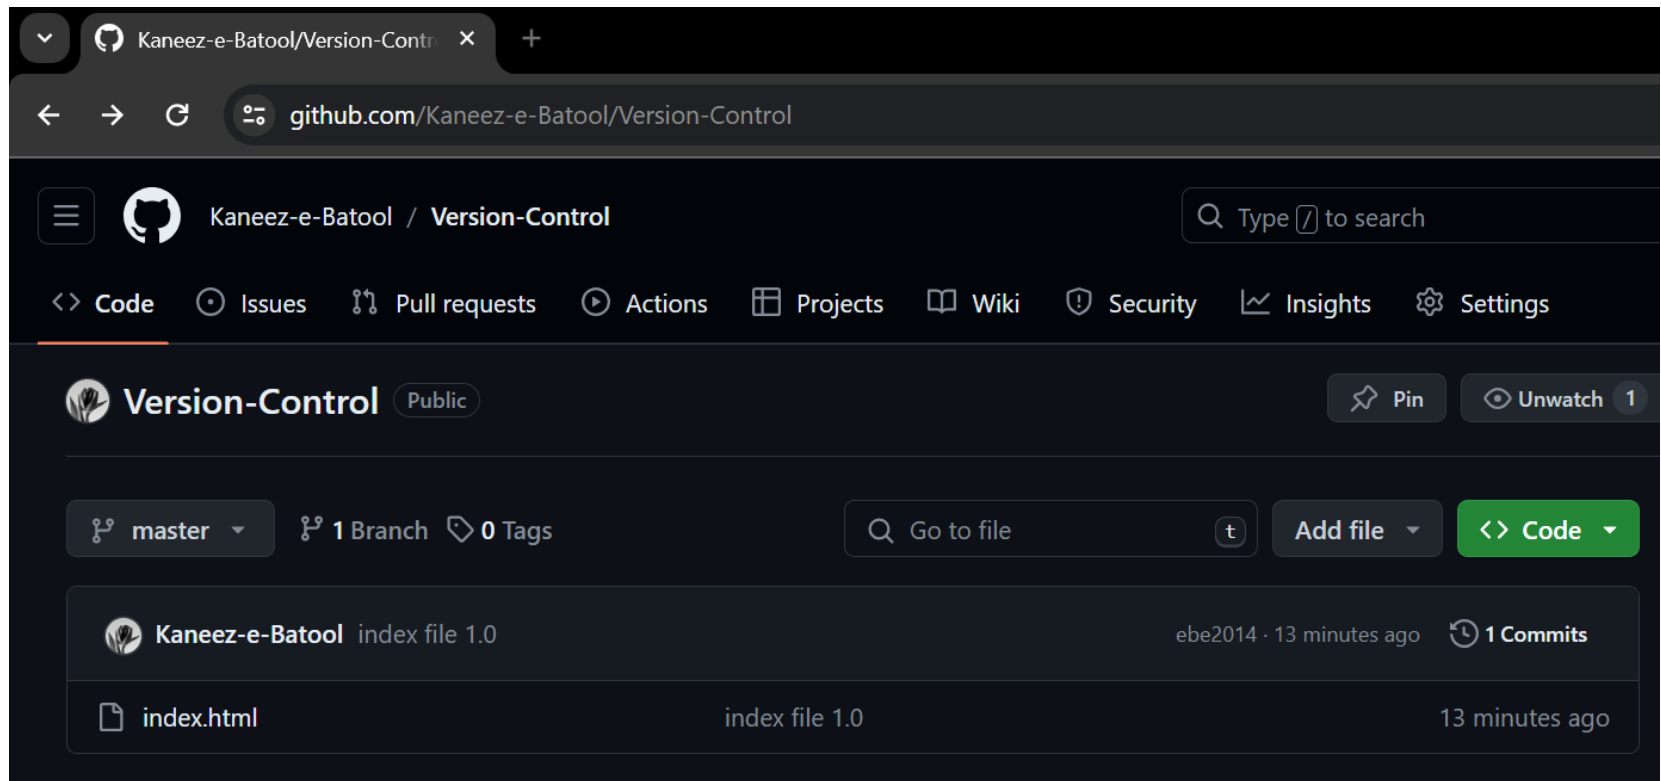 Kaneez-e-Batool/Version-Contr
github.com/Kaneez-e-Batool/Version-Control
Kaneez-e-Batool / Version-Control
Type / to search
Code Issues Pull requests Actions Projects Wiki Security Insights Settings
Version-Control Public Pin Unwatch 1
master 1 Branch 0 Tags Go to file t Add file Code
Kaneez-e-Batool index file 1.0 ebe2014 · 13 minutes ago 1 Commits
index.html index file 1.0 13 minutes ago